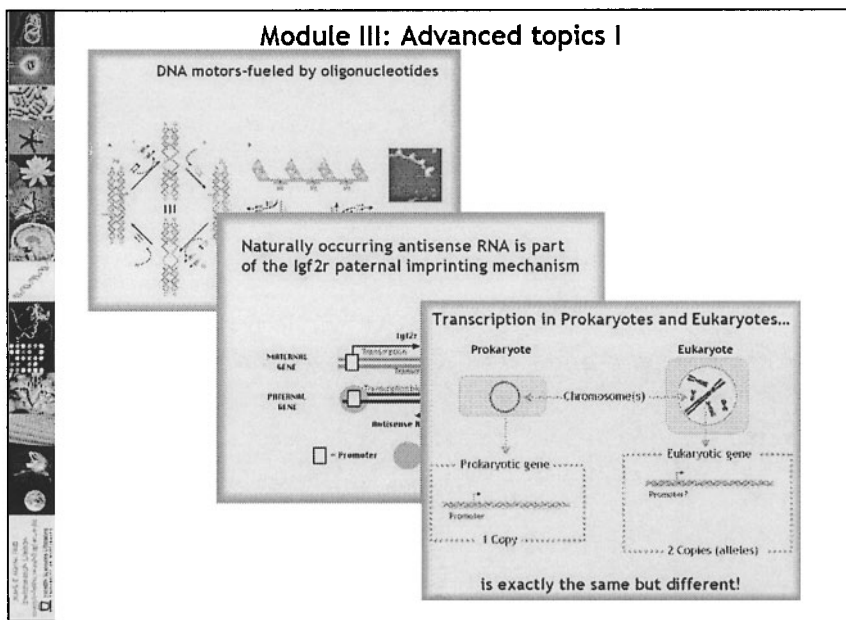 Module III: Advanced topics I
DNA motors-fueled by oligonucleotides
III
Naturally occurring antisense RNA is part
of the Igf2r paternal imprinting mechanism
Igf2r
Transcription
MATERNAL
GENE
PATERNAL
GENE
Antisense
= Promoter
Transcription in Prokaryotes and Eukaryotes...
Prokaryote
Eukaryote
Chromosome(s)
Prokaryotic gene
Promoter
1 Copy
Eukaryotic gene
Promoter?
2 Copies (alleles)
is exactly the same but different!